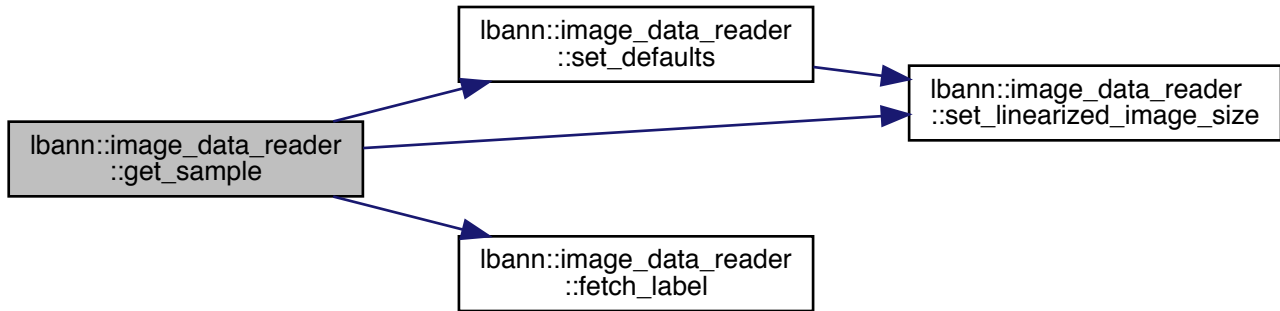 lbann::image_data_reader
::get_sample
lbann::image_data_reader
::set_defaults
lbann::image_data_reader
::set_linearized_image_size
lbann::image_data_reader
::fetch_label